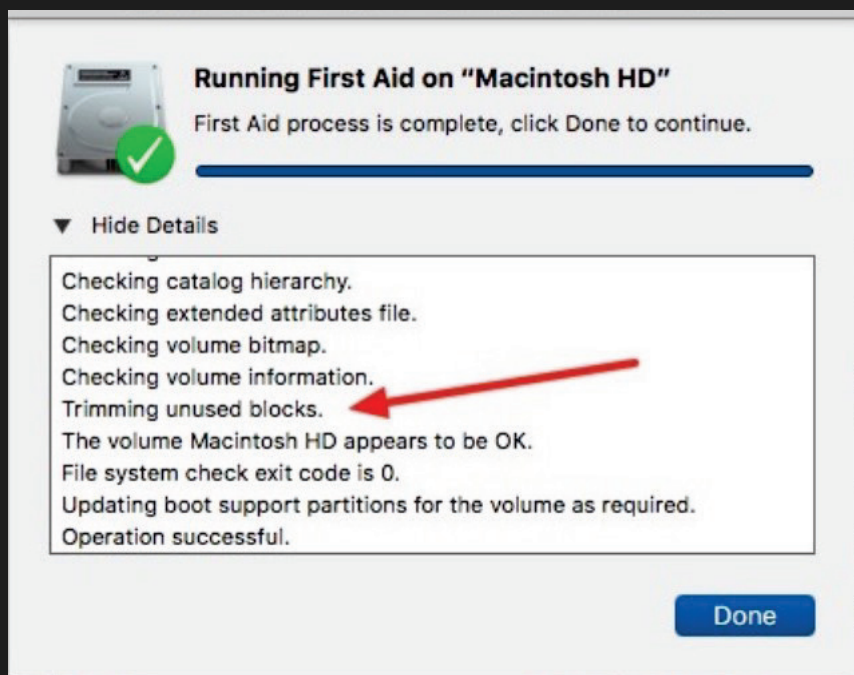 Running First Aid on “Macintosh HD”
First Aid process is complete, click Done to continue.
Hide Details
Checking catalog hierarchy.
Checking extended attributes file.
Checking volume bitmap.
Checking volume information.
Trimming unused blocks.
The volume Macintosh HD appears to be OK.
File system check exit code is 0.
Updating boot support partitions for the volume as required.
Operation successful.
Done